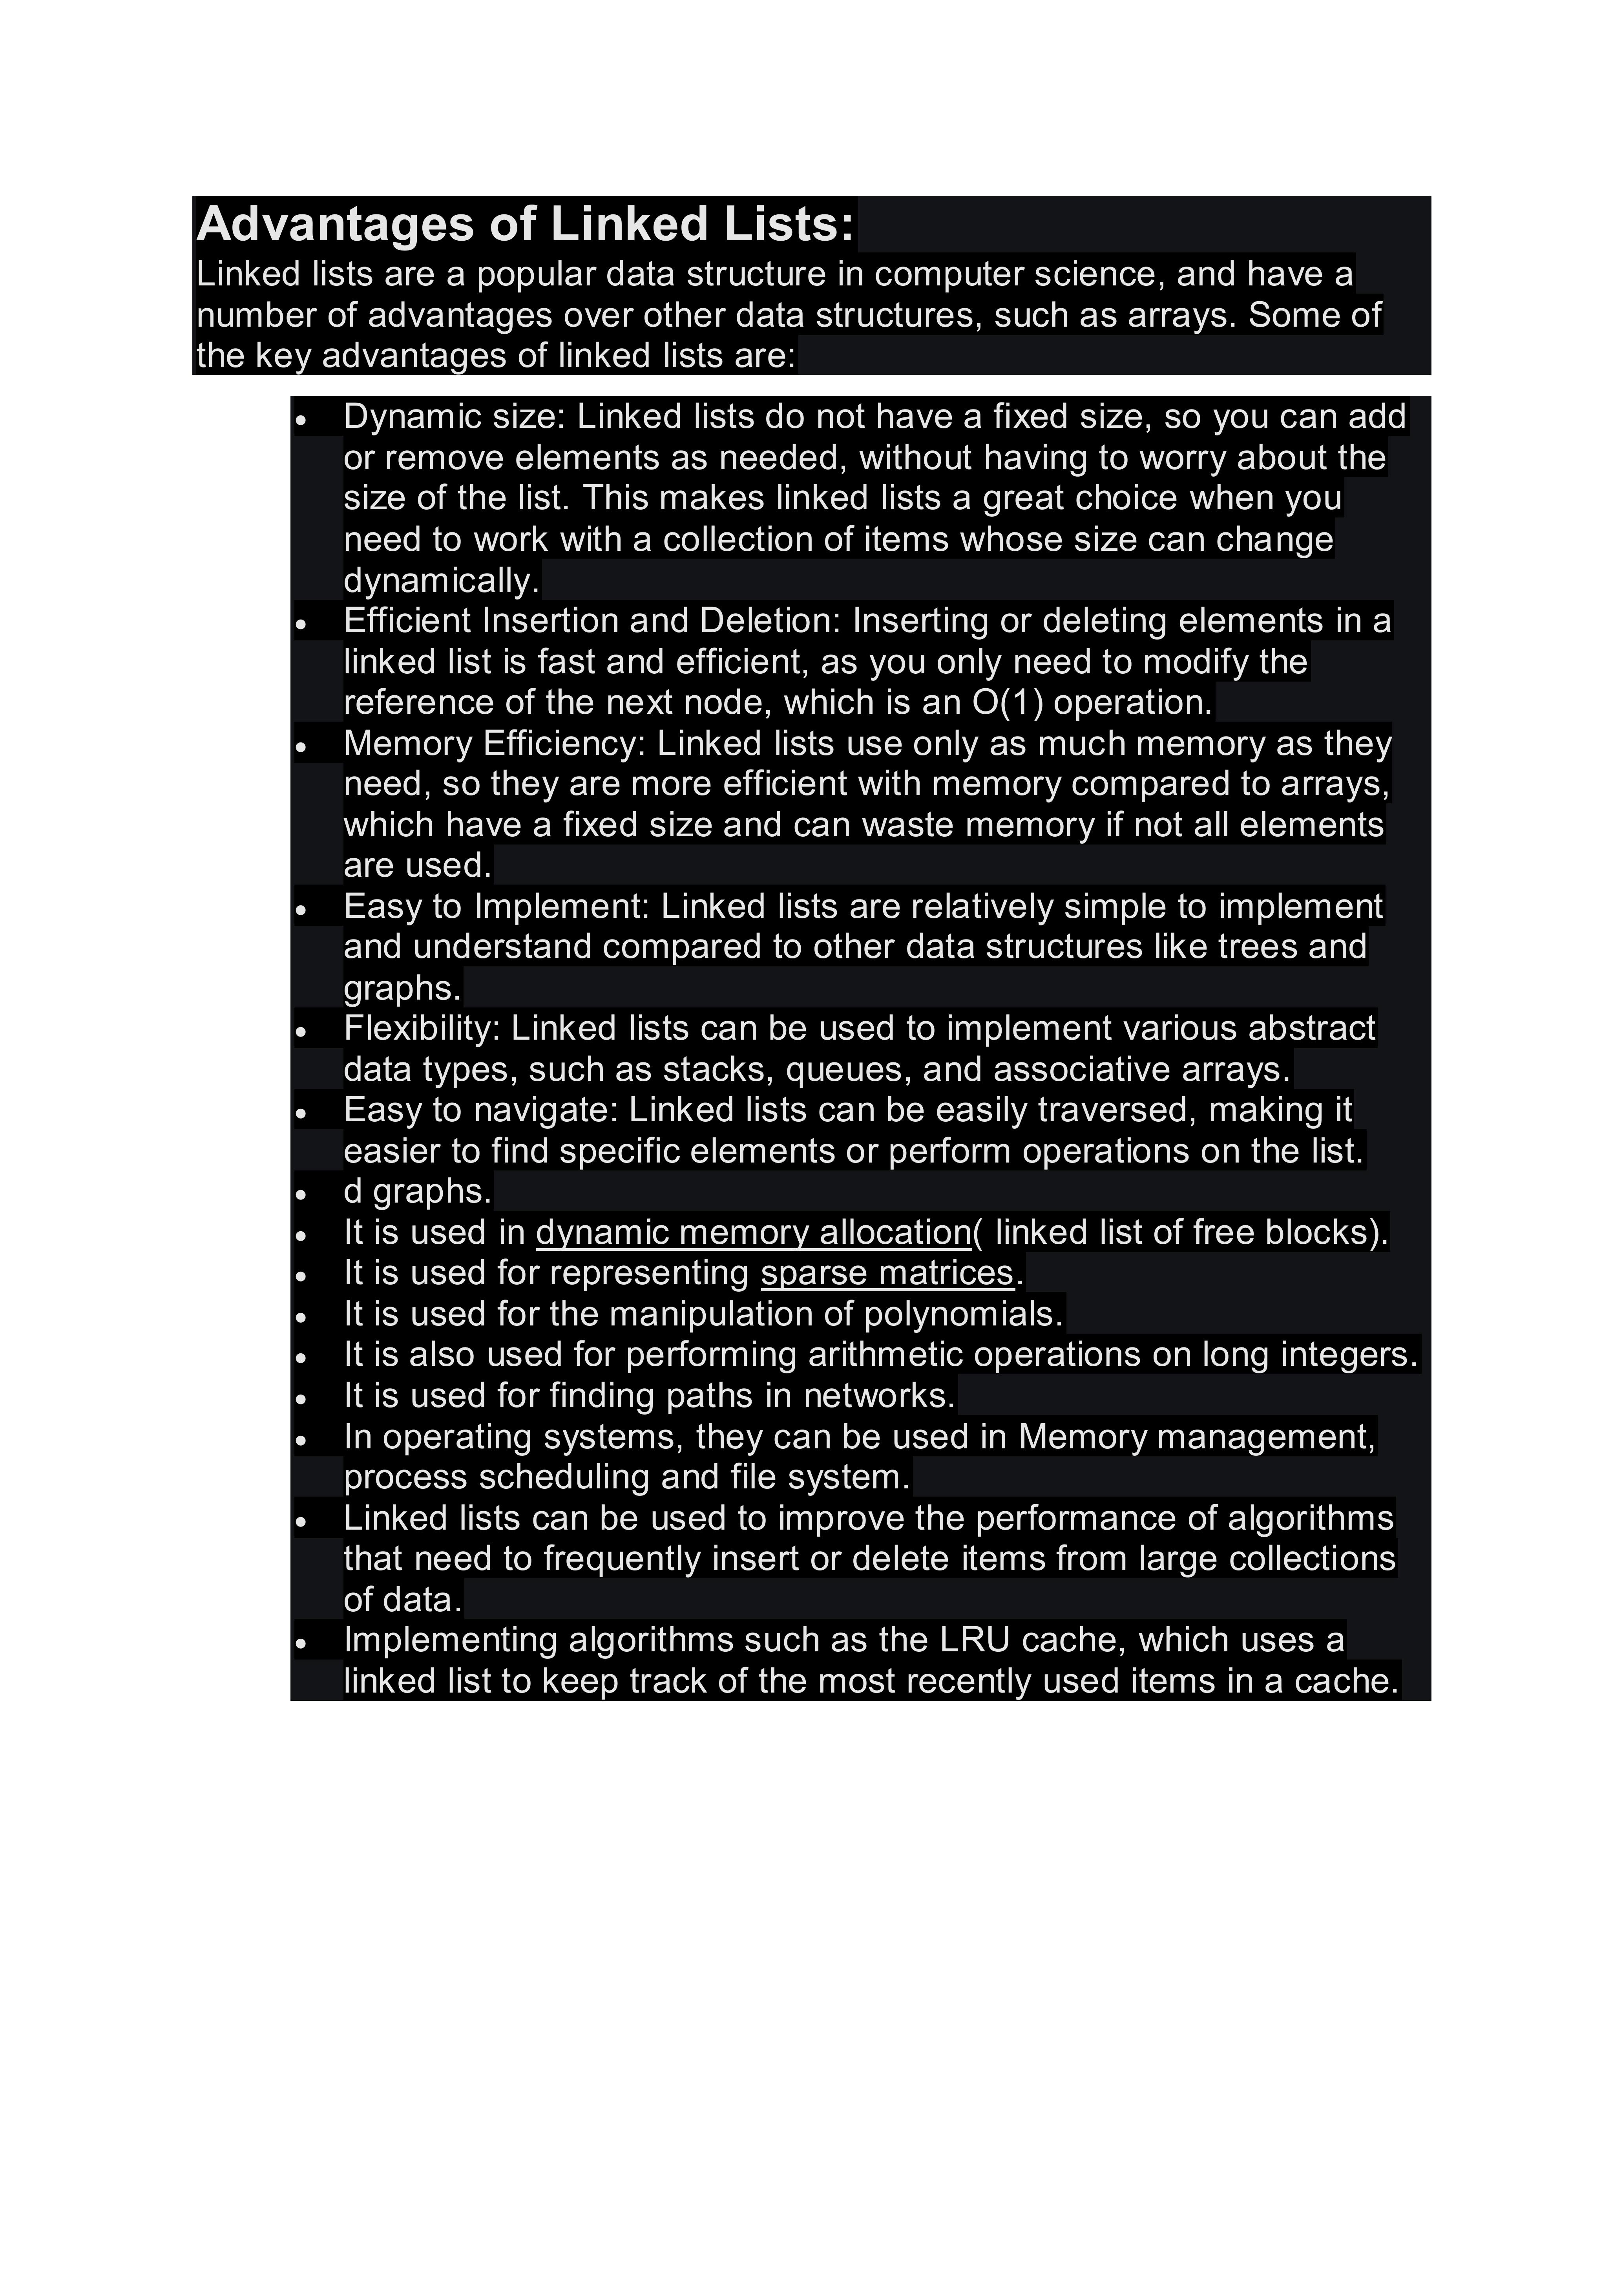 Advantages of Linked Lists:
Linked lists are a popular data structure in computer science, and have a
number of advantages over other data structures, such as arrays. Some of
the key advantages of linked lists are:
• Dynamic size: Linked lists do not have a fixed size, so you can add
or remove elements as needed, without having to worry about the
size of the list. This makes linked lists a great choice when you
need to work with a collection of items whose size can change
dynamically.
• Efficient Insertion and Deletion: Inserting or deleting elements in a
linked list is fast and efficient, as you only need to modify the
reference of the next node, which is an O(1) operation.
• Memory Efficiency: Linked lists use only as much memory as they
need, so they are more efficient with memory compared to arrays,
which have a fixed size and can waste memory if not all elements
are used.
• Easy to Implement: Linked lists are relatively simple to implement
and understand compared to other data structures like trees and
graphs.
• Flexibility: Linked lists can be used to implement various abstract
data types, such as stacks, queues, and associative arrays.
• Easy to navigate: Linked lists can be easily traversed, making it
easier to find specific elements or perform operations on the list.
• d graphs.
• It is used in dynamic memory allocation( linked list of free blocks).
• It is used for representing sparse matrices.
• It is used for the manipulation of polynomials.
• It is also used for performing arithmetic operations on long integers.
• It is used for finding paths in networks.
• In operating systems, they can be used in Memory management,
process scheduling and file system.
• Linked lists can be used to improve the performance of algorithms
that need to frequently insert or delete items from large collections
of data.
• Implementing algorithms such as the LRU cache, which uses a
linked list to keep track of the most recently used items in a cache.